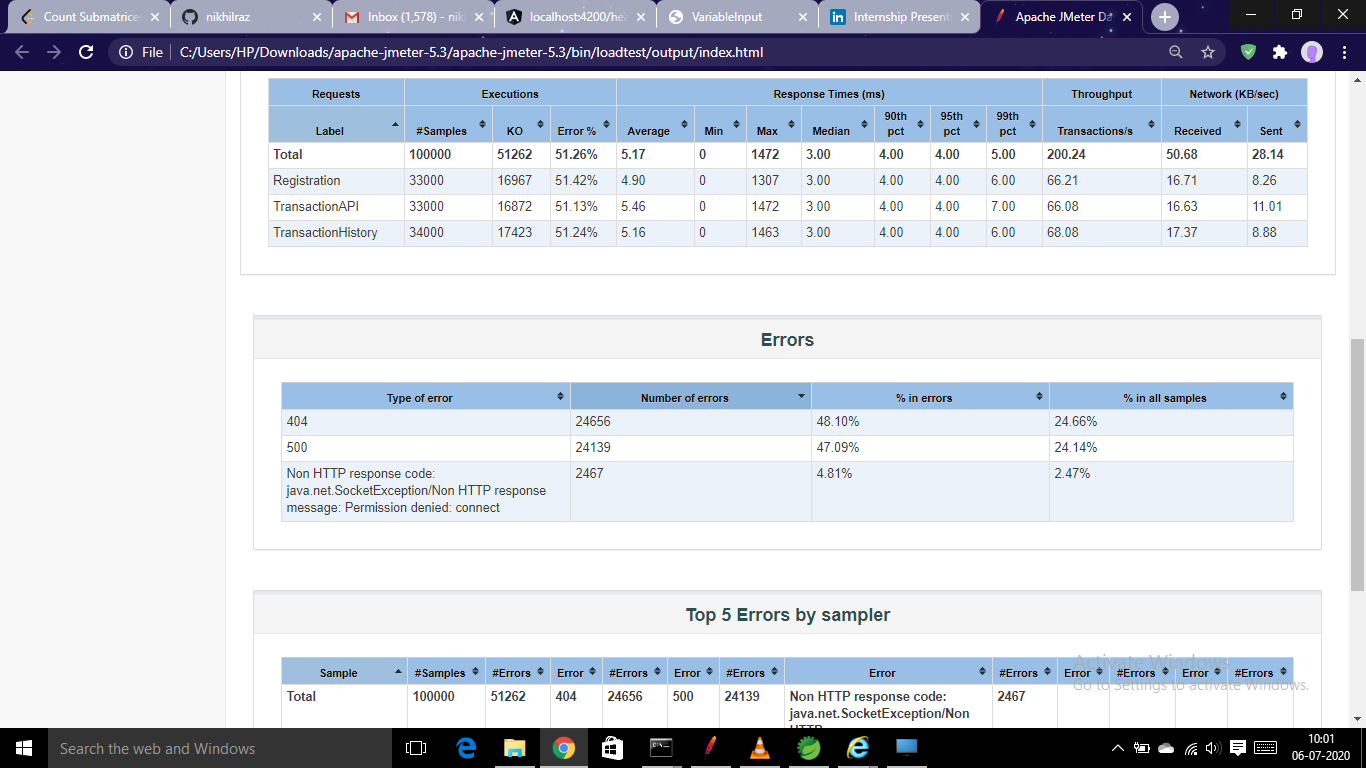 Count Submatrice
nikhilraz
Inbox (1,578) - nik
localhost:4200/he
VariableInput
Internship Present
Apache JMeter Da
File
C:/Users/HP/Downloads/apache-jmeter-5.3/apache-jmeter-5.3/bin/loadtest/output/index.html
Requests Executions Response Times (ms) Throughput Network (KB/sec)
Label #Samples KO Error % Average Min Max Median 90th pct 95th pct 99th pct Transactions/s Received Sent
Total 100000 51262 51.26% 5.17 0 1472 3.00 4.00 4.00 5.00 200.24 50.68 28.14
Registration 33000 16967 51.42% 4.90 0 1307 3.00 4.00 4.00 6.00 66.21 16.71 8.26
TransactionAPI 33000 16872 51.13% 5.46 0 1472 3.00 4.00 4.00 7.00 66.08 16.63 11.01
TransactionHistory 34000 17423 51.24% 5.16 0 1463 3.00 4.00 4.00 6.00 68.08 17.37 8.88
Errors
Type of error Number of errors % in errors % in all samples
404 24656 48.10% 24.66%
500 24139 47.09% 24.14%
Non HTTP response code: 2467 4.81% 2.47%
java.net.SocketException/Non HTTP response
message: Permission denied: connect
Top 5 Errors by sampler
Sample #Samples #Errors Error #Errors Error #Errors Error #Errors Error #Errors Error #Errors
Total 100000 51262 404 24656 500 24139 Non HTTP response code: 2467
java.net.SocketException/Non
HTTP
Activate Windows
Go to Settings to activate Windows.
Search the web and Windows
10:01
06-07-2020